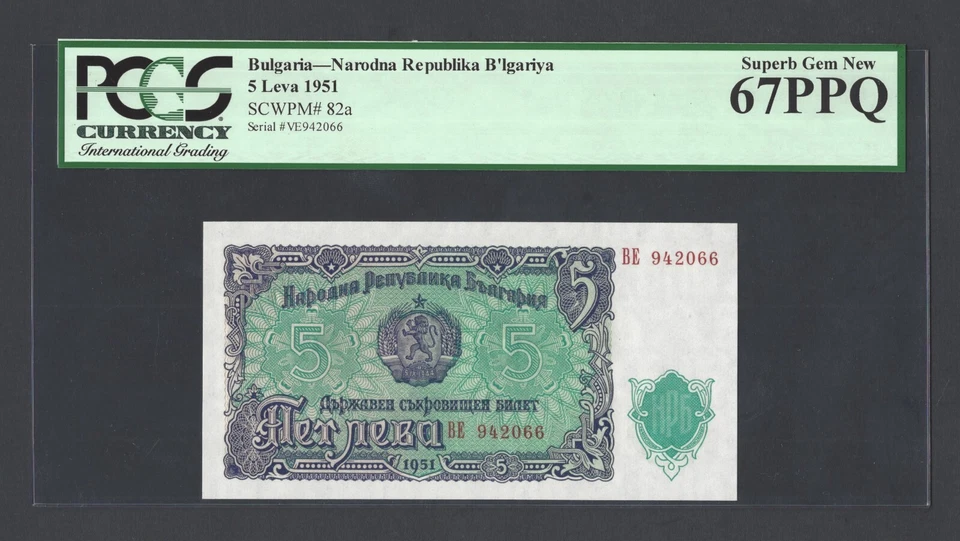 PCGS
CURRENCY
International Grading
Bulgaria—Narodna Republika B'lgariya
5 Leva 1951
SCWPM# 82a
Serial #VE942066
Superb Gem New
67PPQ
ВЕ 942066
5
Народна Република България
5 5
Държавен съкровищен билет
Пет лева ВЕ 942066
1951
5
НРБ